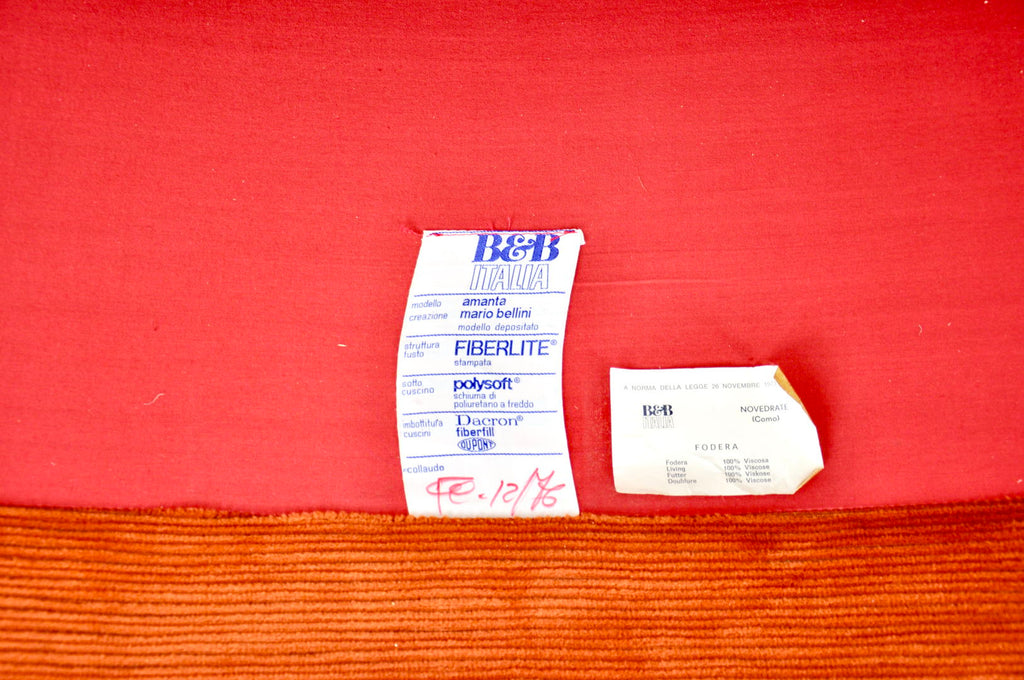 B&B
ITALIA
modello amanta
creazione mario bellini
modello depositato
struttura FIBERLITE®
fusto stampata
sotto polysoft®
cuscino schiuma di
poliuretano a freddo
imbottitura Dacron®
cuscini fiberfill
DUPONT
collaudo
12/76
A NORMA DELLA LEGGE 26 NOVEMBRE
B&B NOVEDRATE
ITALIA (Como)
FODERA
Fodera 100% Viscosa
Living 100% Viscose
Futter 100% Viskose
Doublure 100% Viscose